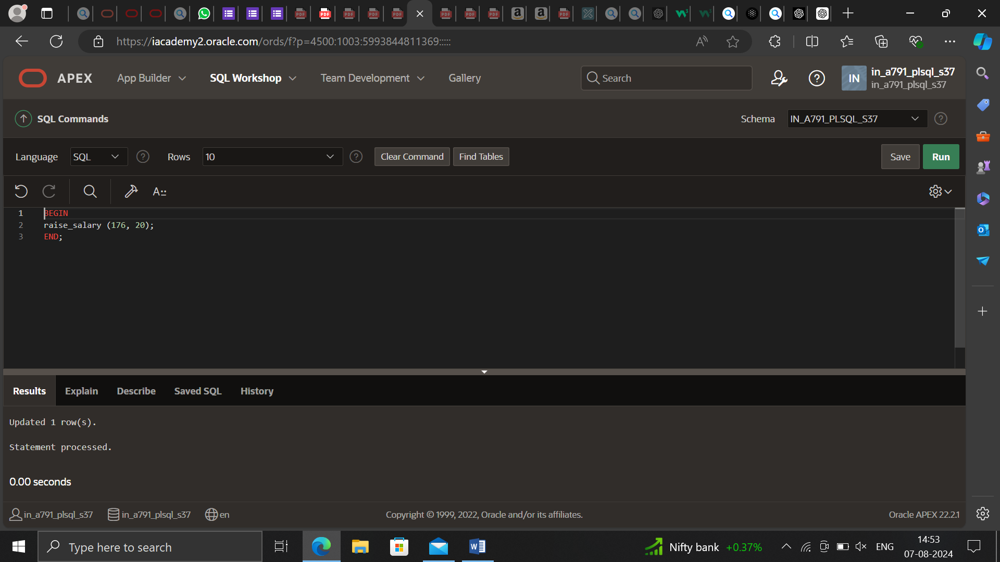 https://iacademy2.oracle.com/ords/f?p=4500:1003:5993844811369:::::
APEX
App Builder
SQL Workshop
Team Development
Gallery
Search
IN
in_a791_plsql_s37
in_a791_plsql_s37
SQL Commands
Schema
IN_A791_PLSQL_S37
Language
SQL
Rows
10
Clear Command
Find Tables
Save
Run
1 BEGIN
2 raise_salary (176, 20);
3 END;
Results
Explain
Describe
Saved SQL
History
Updated 1 row(s).
Statement processed.
0.00 seconds
in_a791_plsql_s37
in_a791_plsql_s37
en
Copyright © 1999, 2022, Oracle and/or its affiliates.
Oracle APEX 22.2.1
Type here to search
Nifty bank +0.37%
ENG
14:53
07-08-2024